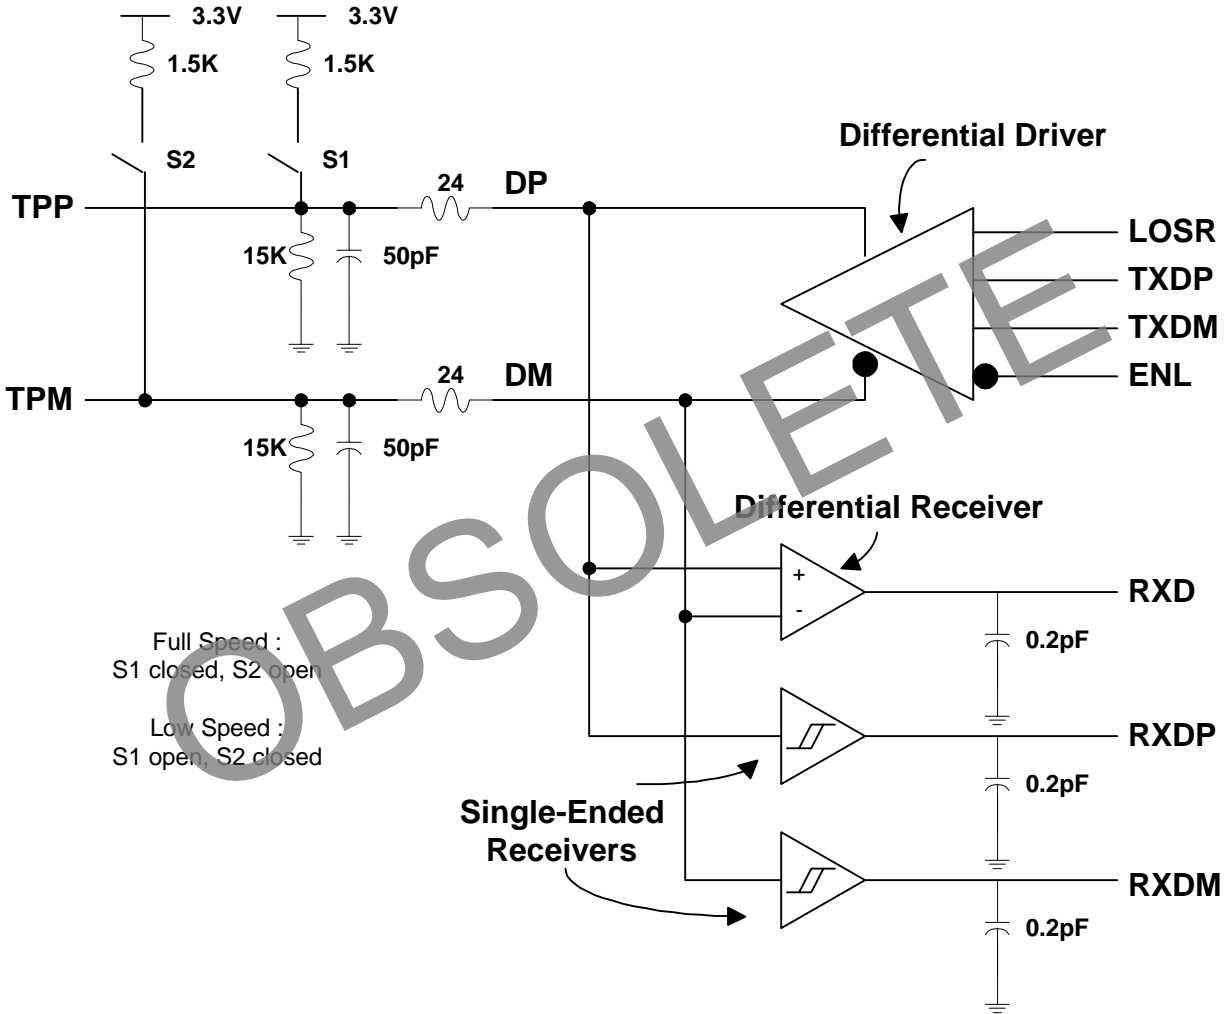 3.3V
3.3V
1.5K
1.5K
S2
S1
Differential Driver
TPP
24
DP
15K
50pF
LOSR
TXDP
TXDM
ENL
TPM
24
DM
15K
50pF
Differential Receiver
+
-
RXD
0.2pF
Full Speed :
S1 closed, S2 open
Low Speed :
S1 open, S2 closed
RXDP
0.2pF
Single-Ended
Receivers
RXDM
0.2pF
OBSOLETE